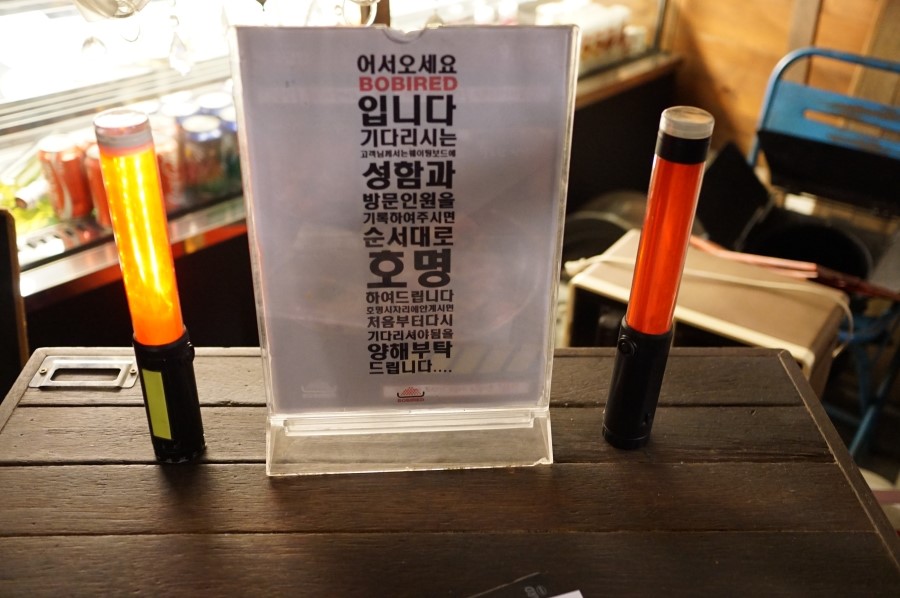 어서오세요
BOBIRED
입니다
기다리시는
고객님께서는웨이팅보드에
성함과
방문인원을
기록하여주시면
순서대로
호명
하여드립니다
호명시자리에안계시면
처음부터다시
기다리셔야됨을
양해부탁
드립니다....